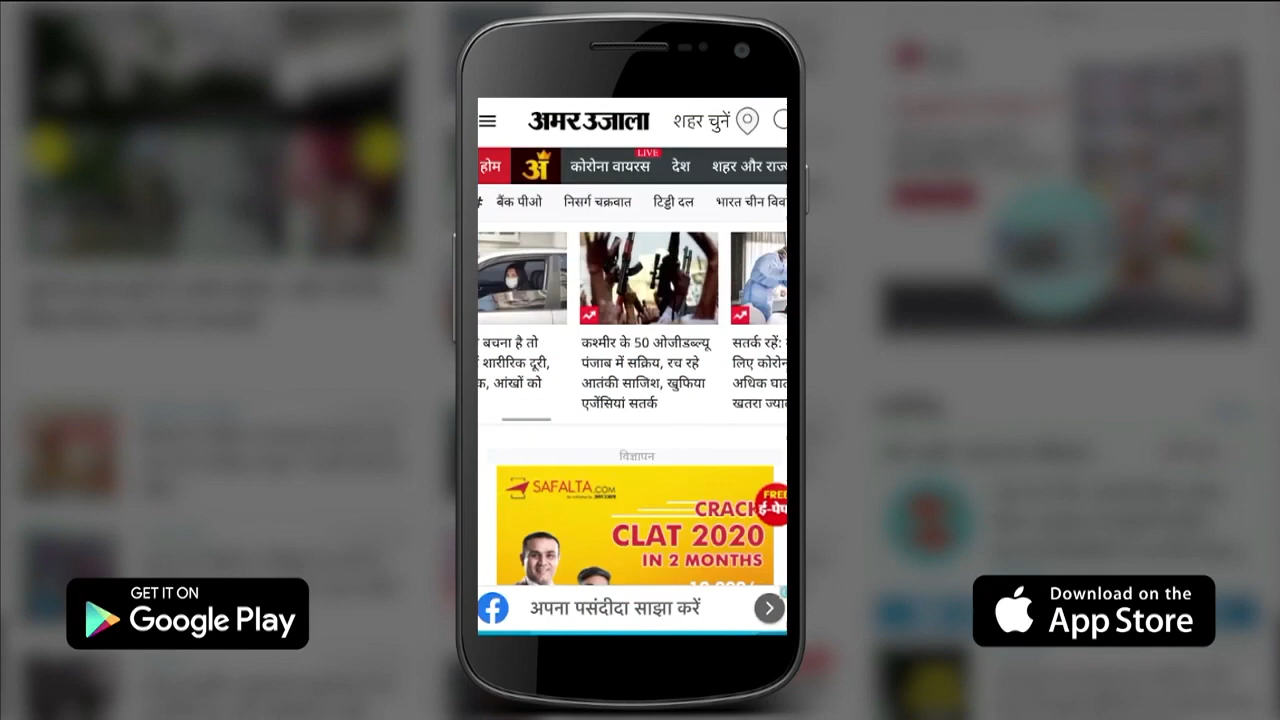 अमर उजाला शहर चुनें
होम अ कोरोना वायरस LIVE देश शहर और
# बैंक पीओ निसर्ग चक्रवात टिड्डी दल भारत चीन
बचना है तो
शारीरिक दूरी,
आंखों को
कश्मीर के 50 ओजीडब्ल्यू
पंजाब में सक्रिय, रच रहे
आतंकी साजिश, खुफिया
एजेंसियां सतर्क
सतर्क रहें:
लिए
अधिक
खतरा
विज्ञापन
SAFALTA.COM
CRACK
CLAT 2020
IN 2 MONTHS
FREE
अपना पसंदीदा साझा करें
GET IT ON
Google Play
Download on the
App Store